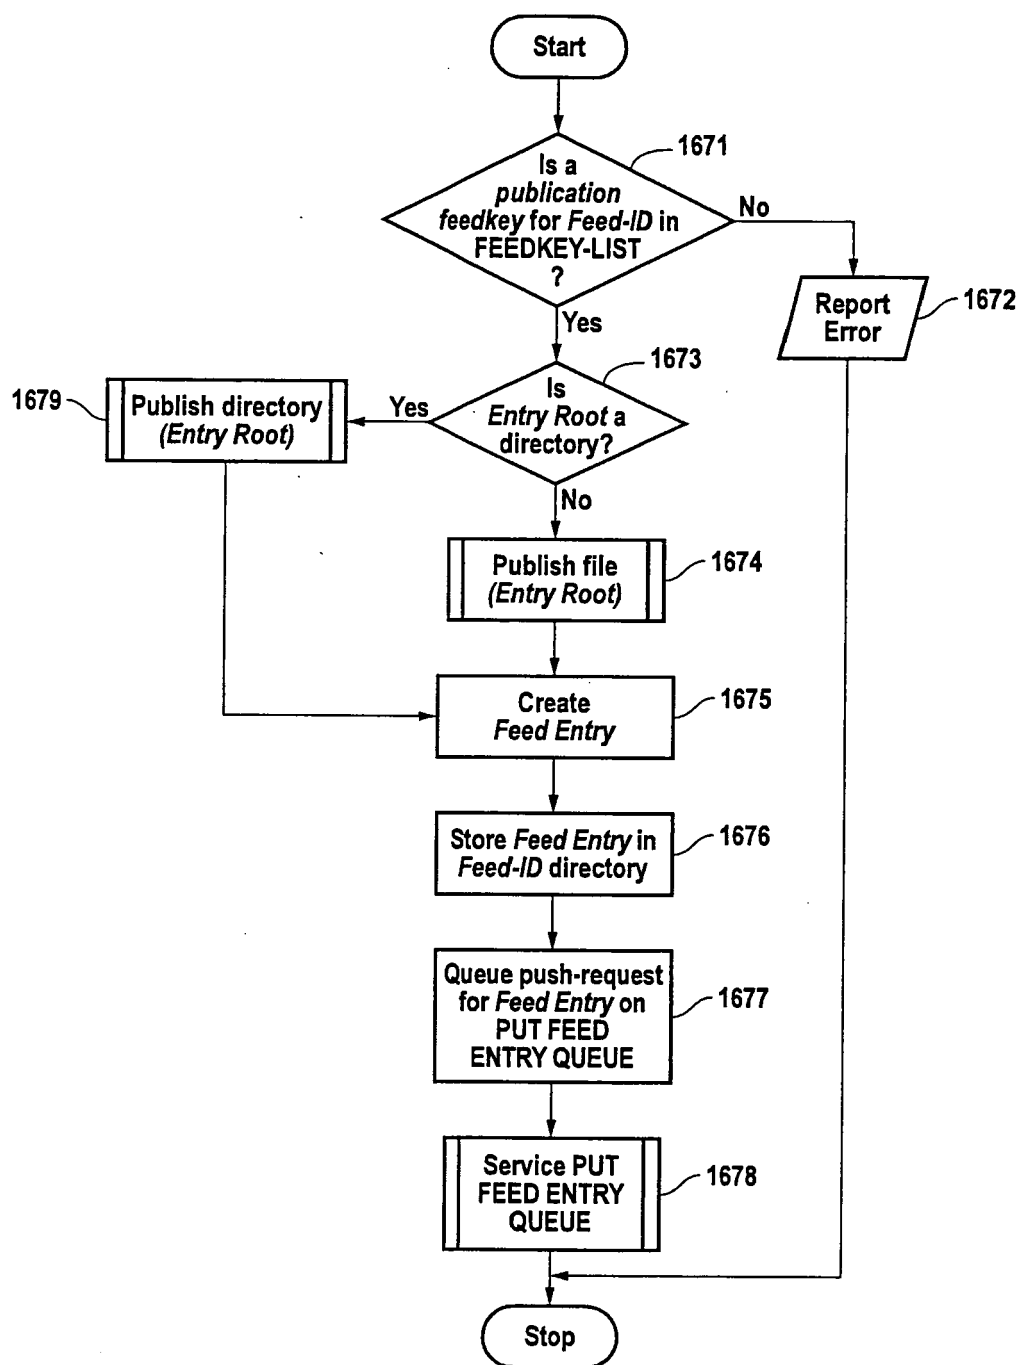 Start
Is a
publication
feedkey for Feed-ID in
FEEDKEY-LIST
?
1671
No
Report
Error
1672
Yes
1673
Is
Entry Root a
directory?
Yes
1679
Publish directory
(Entry Root)
No
Publish file
(Entry Root)
1674
Create
Feed Entry
1675
Store Feed Entry in
Feed-ID directory
1676
Queue push-request
for Feed Entry on
PUT FEED
ENTRY QUEUE
1677
Service PUT
FEED ENTRY
QUEUE
1678
Stop